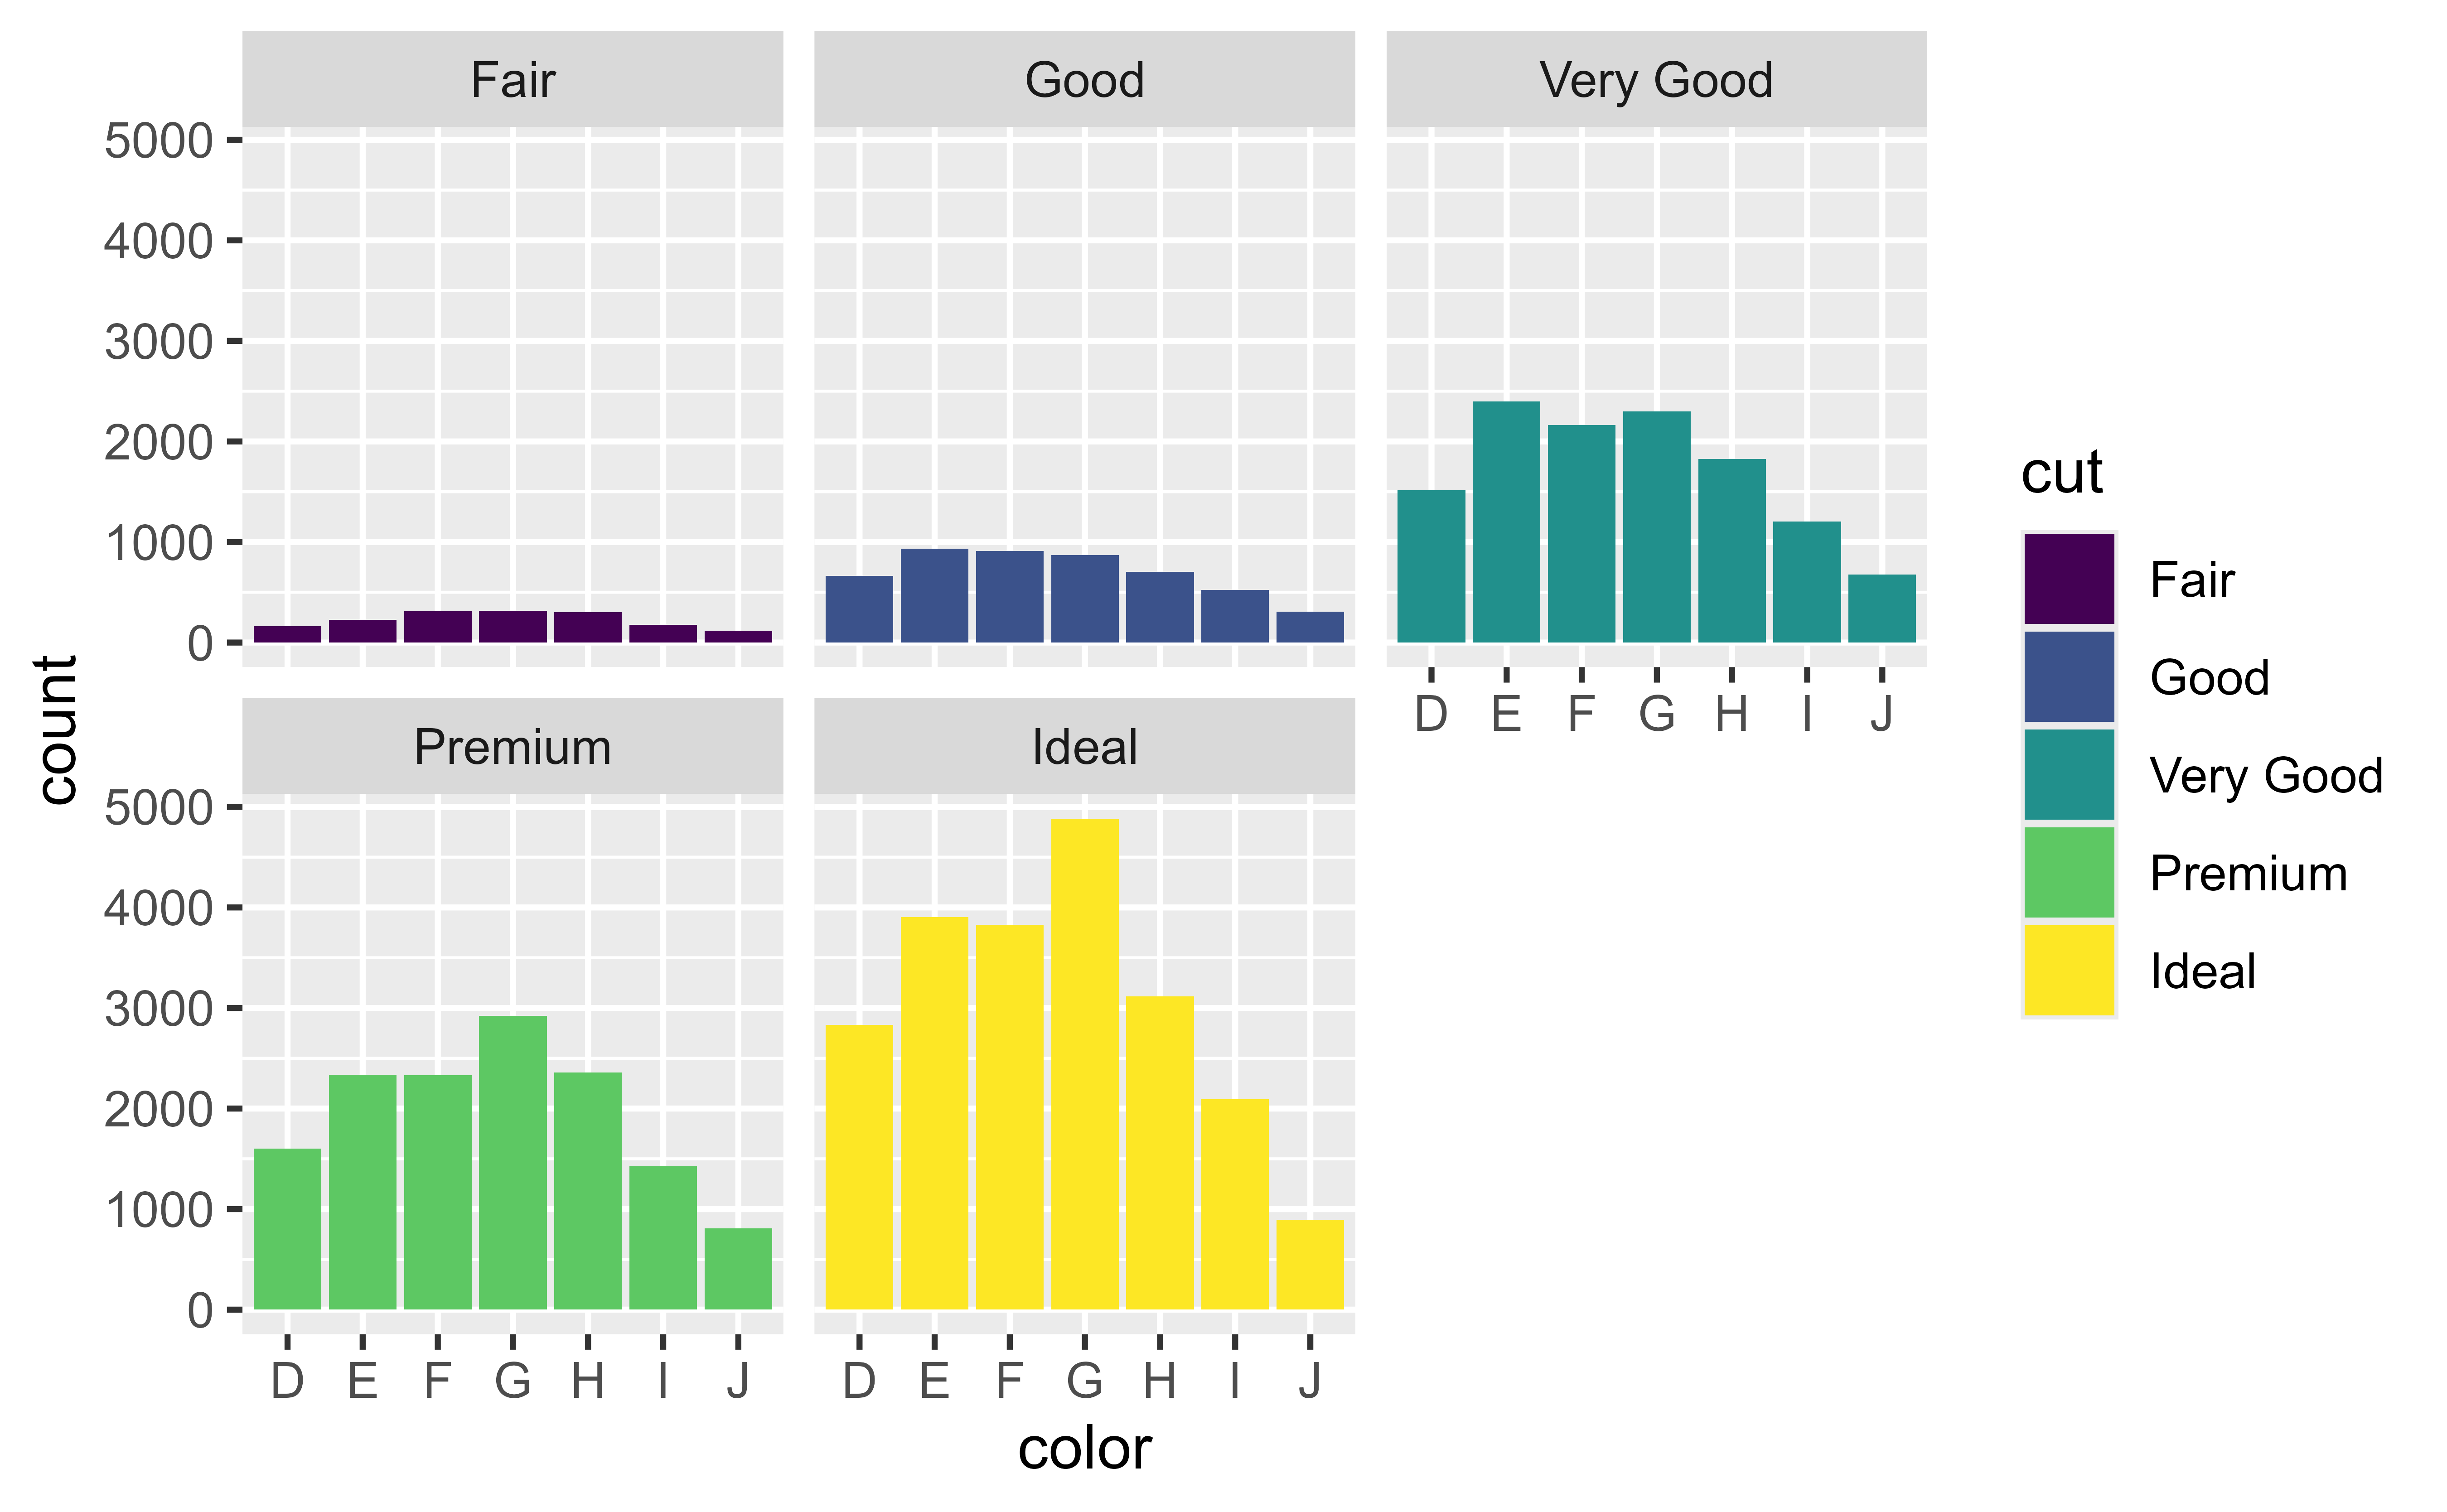 Fair
Good
Very Good
5000
4000
3000
2000
1000
0
D E F G H I J
Premium
Ideal
5000
4000
3000
2000
1000
0
D E F G H I J
D E F G H I J
color
count
cut
Fair
Good
Very Good
Premium
Ideal